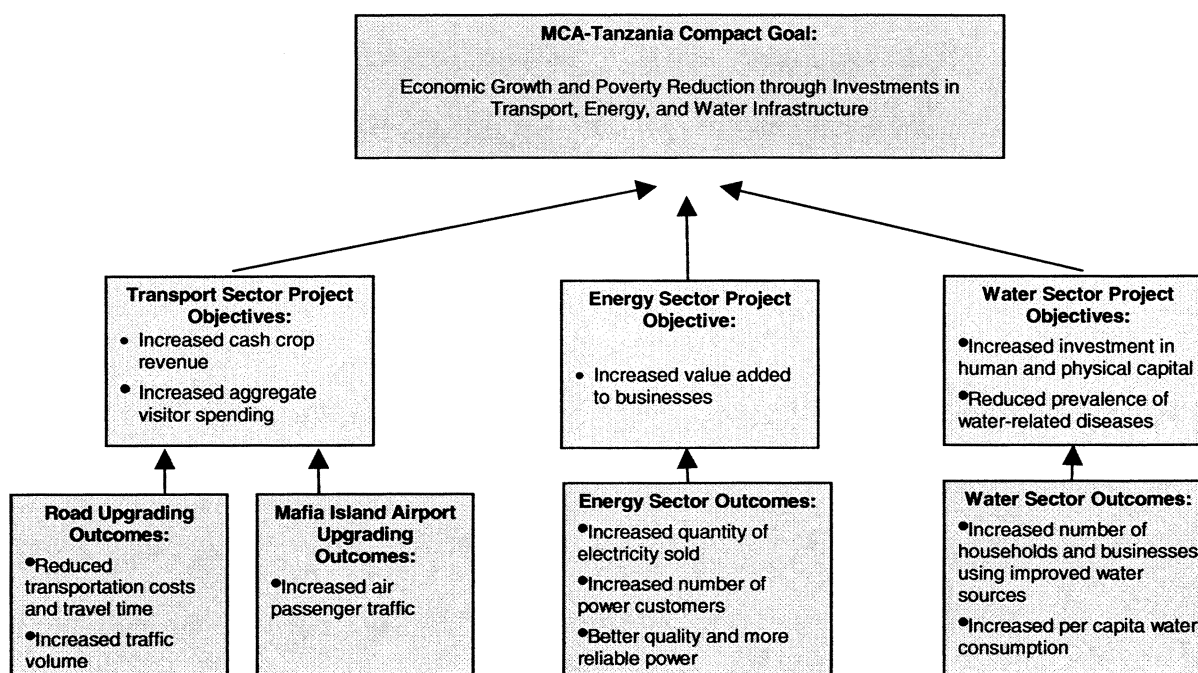 MCA-Tanzania Compact Goal:
Economic Growth and Poverty Reduction through Investments in
Transport, Energy, and Water Infrastructure
Transport Sector Project
Objectives:
• Increased cash crop
revenue
• Increased aggregate
visitor spending
Energy Sector Project
Objective:
• Increased value added
to businesses
Water Sector Project
Objectives:
•Increased investment in
human and physical capital
•Reduced prevalence of
water-related diseases
Road Upgrading
Outcomes:
•Reduced
transportation costs
and travel time
•Increased traffic
volume
Mafia Island Airport
Upgrading
Outcomes:
•Increased air
passenger traffic
Energy Sector Outcomes:
•Increased quantity of
electricity sold
•Increased number of
power customers
•Better quality and more
reliable power
Water Sector Outcomes:
•Increased number of
households and businesses
using improved water
sources
•Increased per capita water
consumption